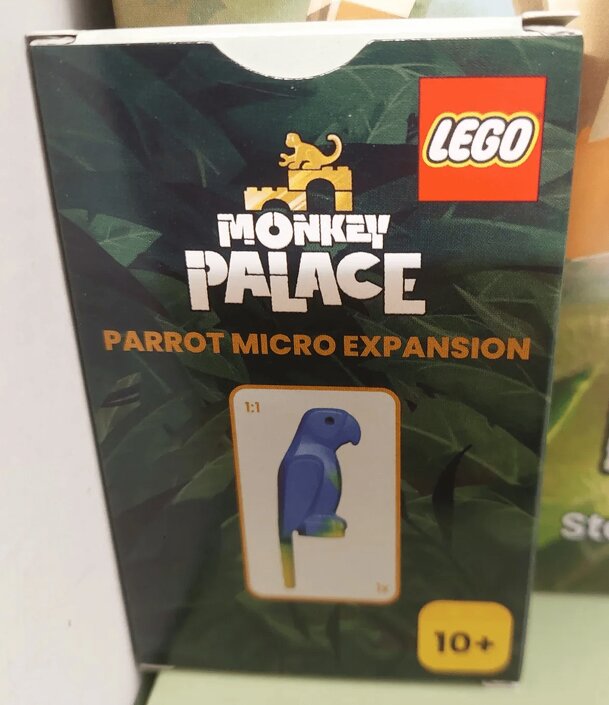 LEGO
MONKEY
PALACE
PARROT MICRO EXPANSION
1:1
1x
10+